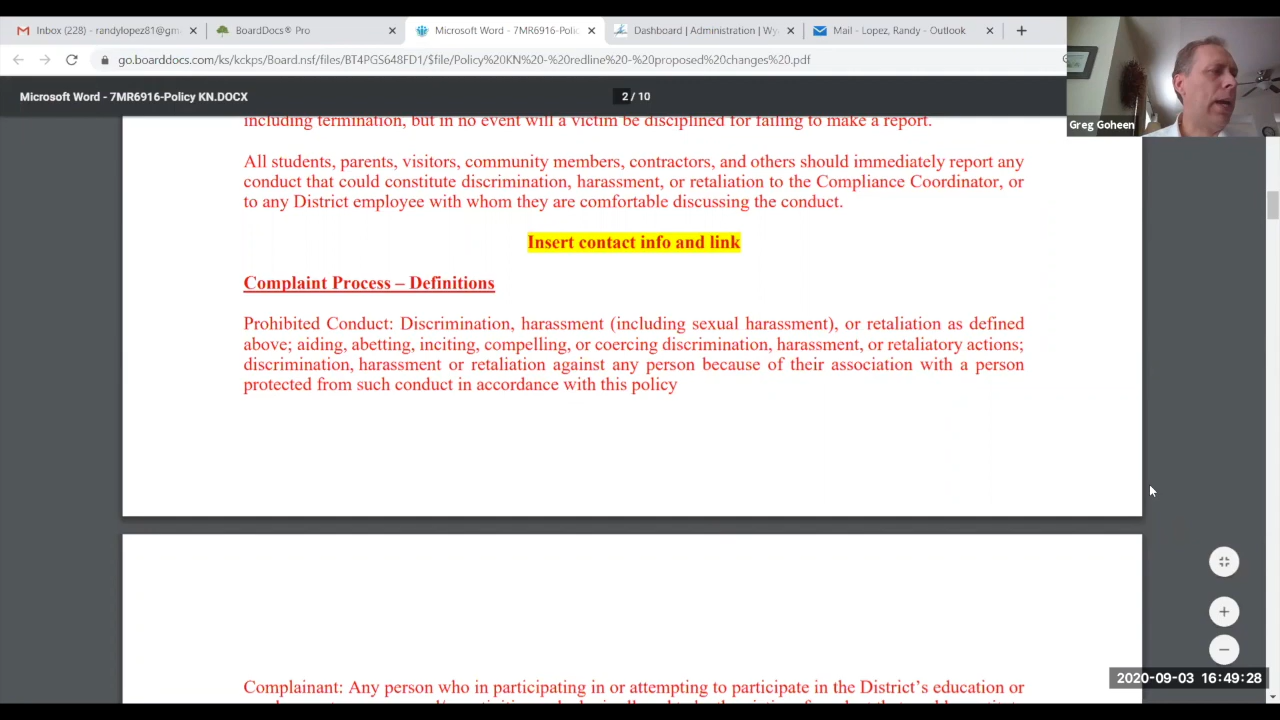 Inbox (228) - randylopez81@gm
BoardDocs® Pro
Microsoft Word - 7MR6916-Polic
Dashboard | Administration | Wy
Mail - Lopez, Randy - Outlook
go.boarddocs.com/ks/kckps/Board.nsf/files/BT4PGS648FD1/$file/Policy%20KN%20-%20redline%20-%20proposed%20changes%20.pdf
Microsoft Word - 7MR6916-Policy KN.DOCX
2 / 10
Greg Goheen
including termination, but in no event will a victim be disciplined for failing to make a report.
All students, parents, visitors, community members, contractors, and others should immediately report any
conduct that could constitute discrimination, harassment, or retaliation to the Compliance Coordinator, or
to any District employee with whom they are comfortable discussing the conduct.
Insert contact info and link
Complaint Process – Definitions
Prohibited Conduct: Discrimination, harassment (including sexual harassment), or retaliation as defined
above; aiding, abetting, inciting, compelling, or coercing discrimination, harassment, or retaliatory actions;
discrimination, harassment or retaliation against any person because of their association with a person
protected from such conduct in accordance with this policy
Complainant: Any person who in participating in or attempting to participate in the District's education or
2020-09-03 16:49:28